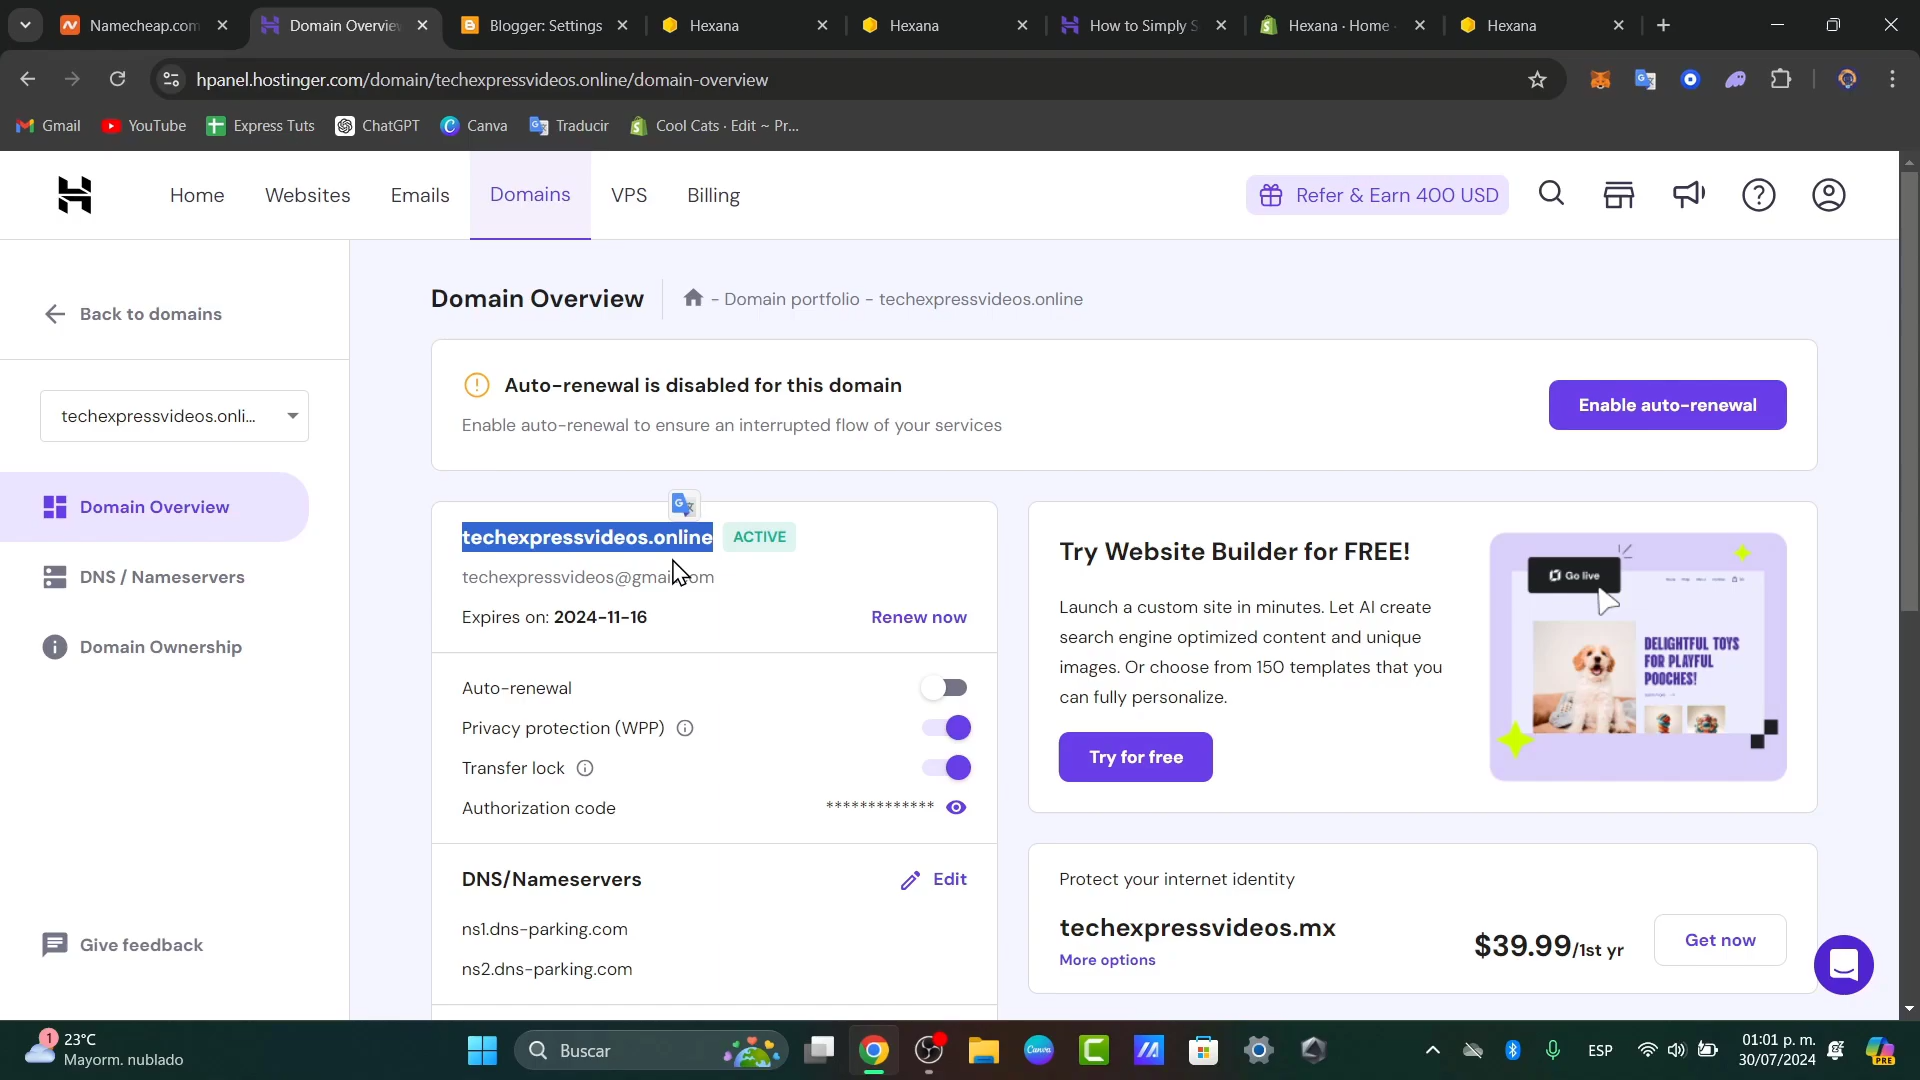 Namecheap.com
Domain Overview
Blogger: Settings
Hexana
Hexana
How to Simply S
Hexana · Home
Hexana
hpanel.hostinger.com/domain/techexpressvideos.online/domain-overview
Gmail
YouTube
Express Tuts
ChatGPT
Canva
Traducir
Cool Cats · Edit ~ Pr...
Home
Websites
Emails
Domains
VPS
Billing
Refer & Earn 400 USD
Back to domains
techexpressvideos.onli...
Domain Overview
DNS / Nameservers
Domain Ownership
Give feedback
Domain Overview
- Domain portfolio - techexpressvideos.online
Auto-renewal is disabled for this domain
Enable auto-renewal to ensure an interrupted flow of your services
Enable auto-renewal
techexpressvideos.online
ACTIVE
techexpressvideos@gmai om
Expires on: 2024-11-16
Renew now
Auto-renewal
Privacy protection (WPP)
Transfer lock
Authorization code
*************
DNS/Nameservers
Edit
ns1.dns-parking.com
ns2.dns-parking.com
Try Website Builder for FREE!
Launch a custom site in minutes. Let AI create
search engine optimized content and unique
images. Or choose from 150 templates that you
can fully personalize.
Try for free
Go live
DELIGHTFUL TOYS
FOR PLAYFUL
POOCHES!
Protect your internet identity
techexpressvideos.mx
More options
$39.99/1st yr
Get now
1
23°C
Mayorm. nublado
Buscar
Canva
ESP
01:01 p. m.
30/07/2024
PRE